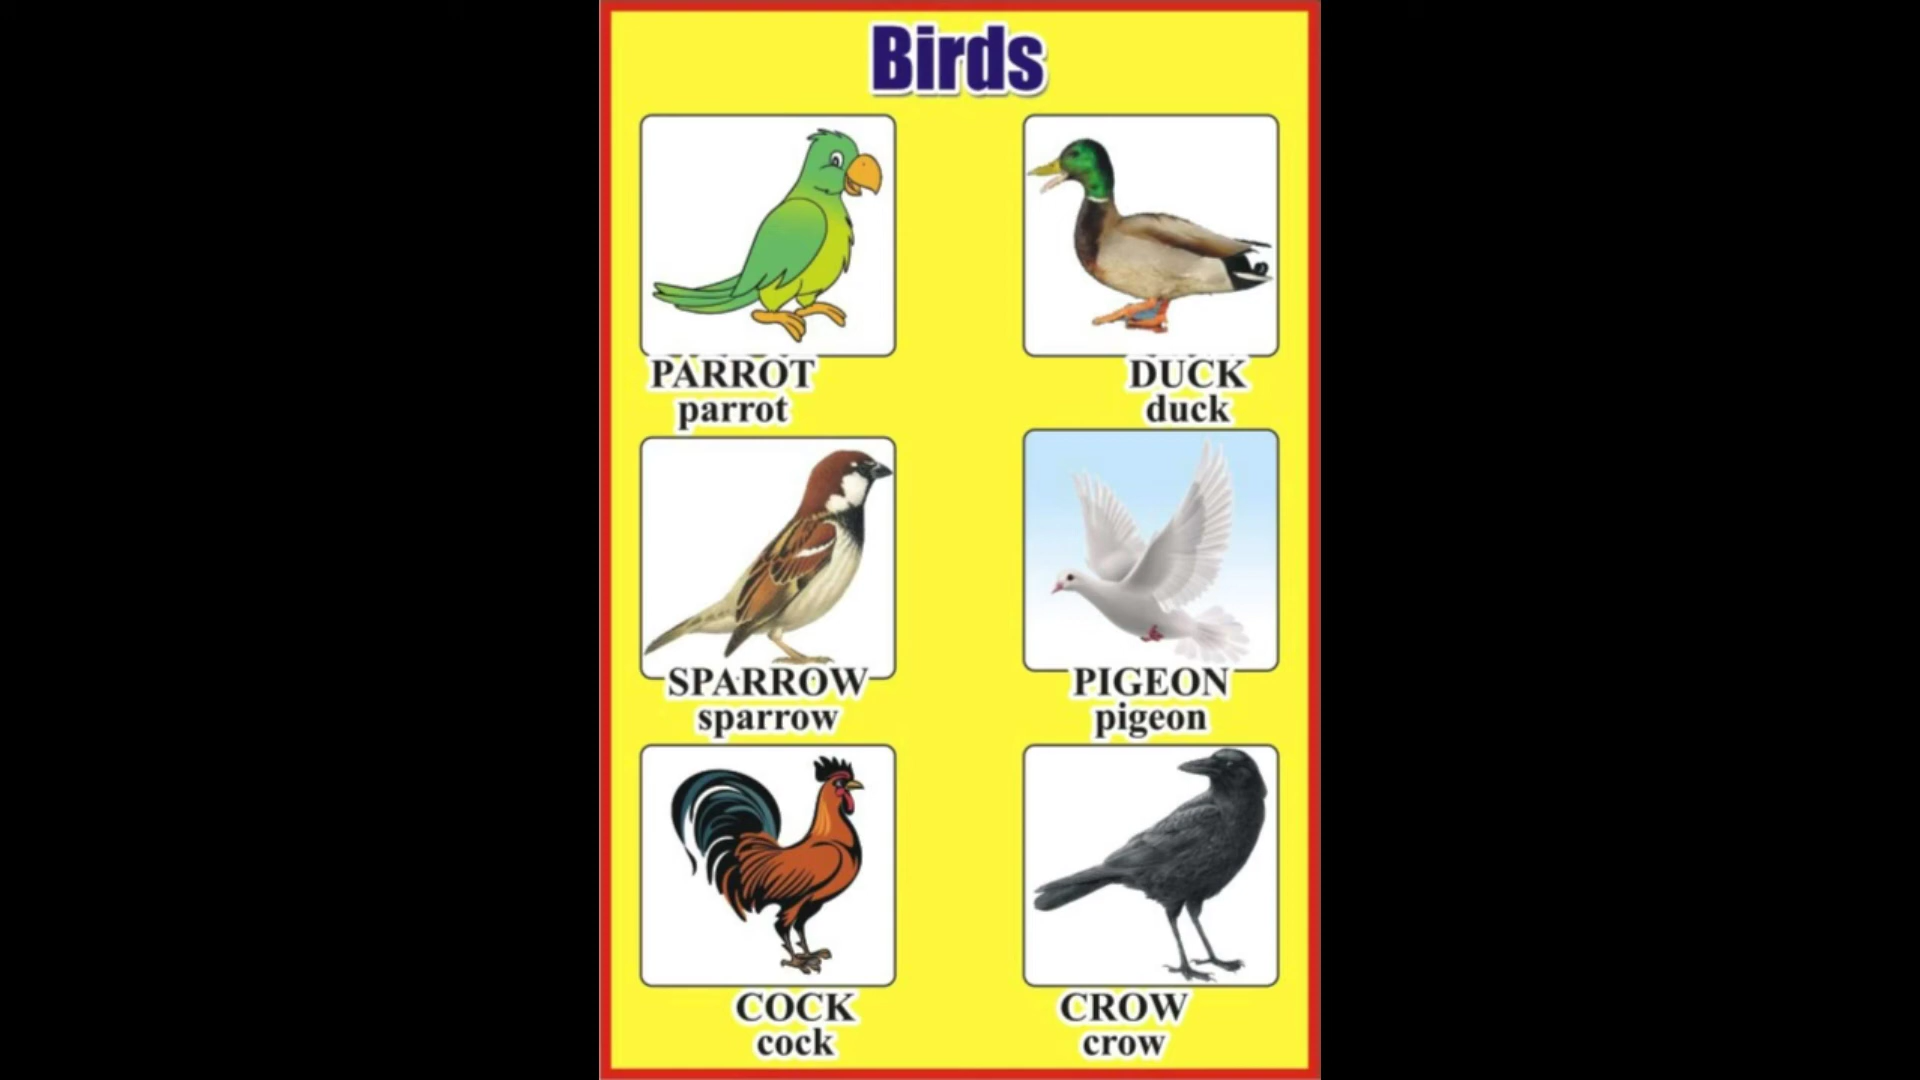 Birds
PARROT
parrot
DUCK
duck
SPARROW
sparrow
PIGEON
pigeon
COCK
cock
CROW
crow